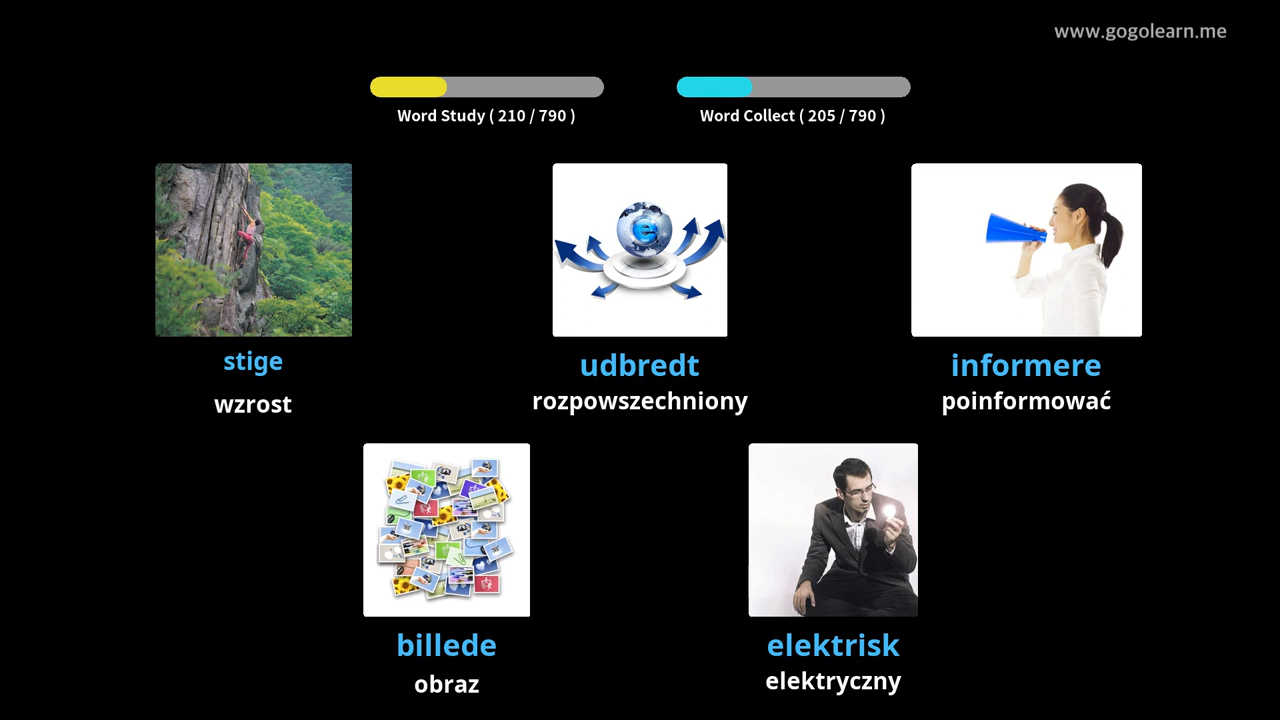 www.gogolearn.me
Word Study ( 210 / 790 )
Word Collect ( 205 / 790 )
stige
wzrost
udbredt
rozpowszechniony
informere
poinformować
billede
obraz
elektrisk
elektryczny